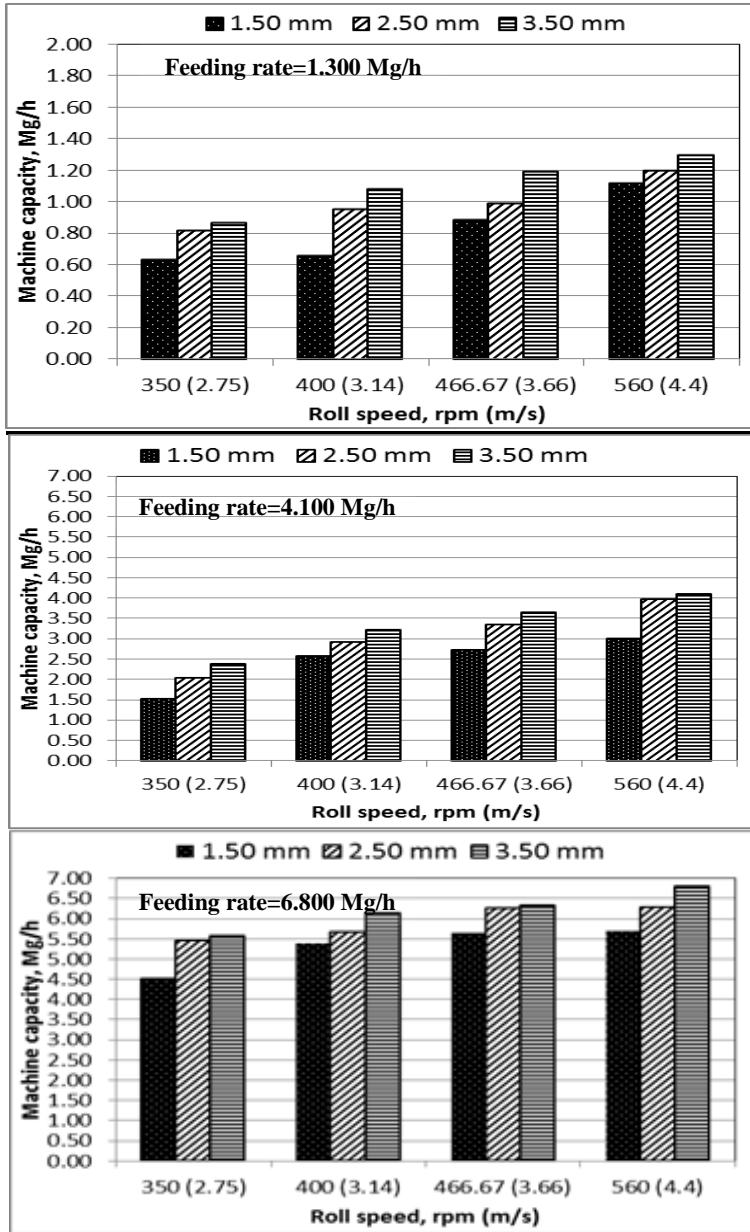 1.50 mm 2.50 mm 3.50 mm
Feeding rate=1.300 Mg/h
Machine capacity, Mg/h
2.00
1.80
1.60
1.40
1.20
1.00
0.80
0.60
0.40
0.20
0.00
350 (2.75) 400 (3.14) 466.67 (3.66) 560 (4.4)
Roll speed, rpm (m/s)
1.50 mm 2.50 mm 3.50 mm
Feeding rate=4.100 Mg/h
Machine capacity, Mg/h
7.00
6.50
6.00
5.50
5.00
4.50
4.00
3.50
3.00
2.50
2.00
1.50
1.00
0.50
0.00
350 (2.75) 400 (3.14) 466.67 (3.66) 560 (4.4)
Roll speed, rpm (m/s)
1.50 mm 2.50 mm 3.50 mm
Feeding rate=6.800 Mg/h
Machine capacity, Mg/h
7.00
6.50
6.00
5.50
5.00
4.50
4.00
3.50
3.00
2.50
2.00
1.50
1.00
0.50
0.00
350 (2.75) 400 (3.14) 466.67 (3.66) 560 (4.4)
Roll speed, rpm (m/s)